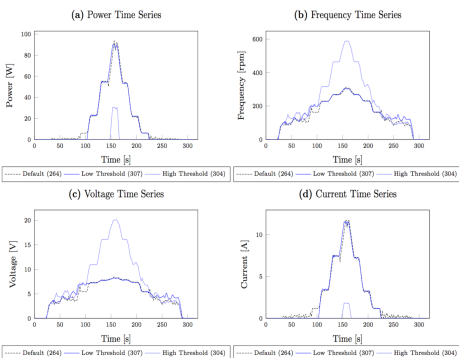 (a) Power Time Series
Power [W]
100
80
60
40
20
0
0 50 100 150 200 250 300
Time [s]
Default (264) Low Threshold (307) High Threshold (304)
(b) Frequency Time Series
Frequency [rpm]
600
400
200
0
0 50 100 150 200 250 300
Time [s]
Default (264) Low Threshold (307) High Threshold (304)
(c) Voltage Time Series
Voltage [V]
20
15
10
5
0
0 50 100 150 200 250 300
Time [s]
Default (264) Low Threshold (307) High Threshold (304)
(d) Current Time Series
Current [A]
10
5
0
0 50 100 150 200 250 300
Time [s]
Default (264) Low Threshold (307) High Threshold (304)